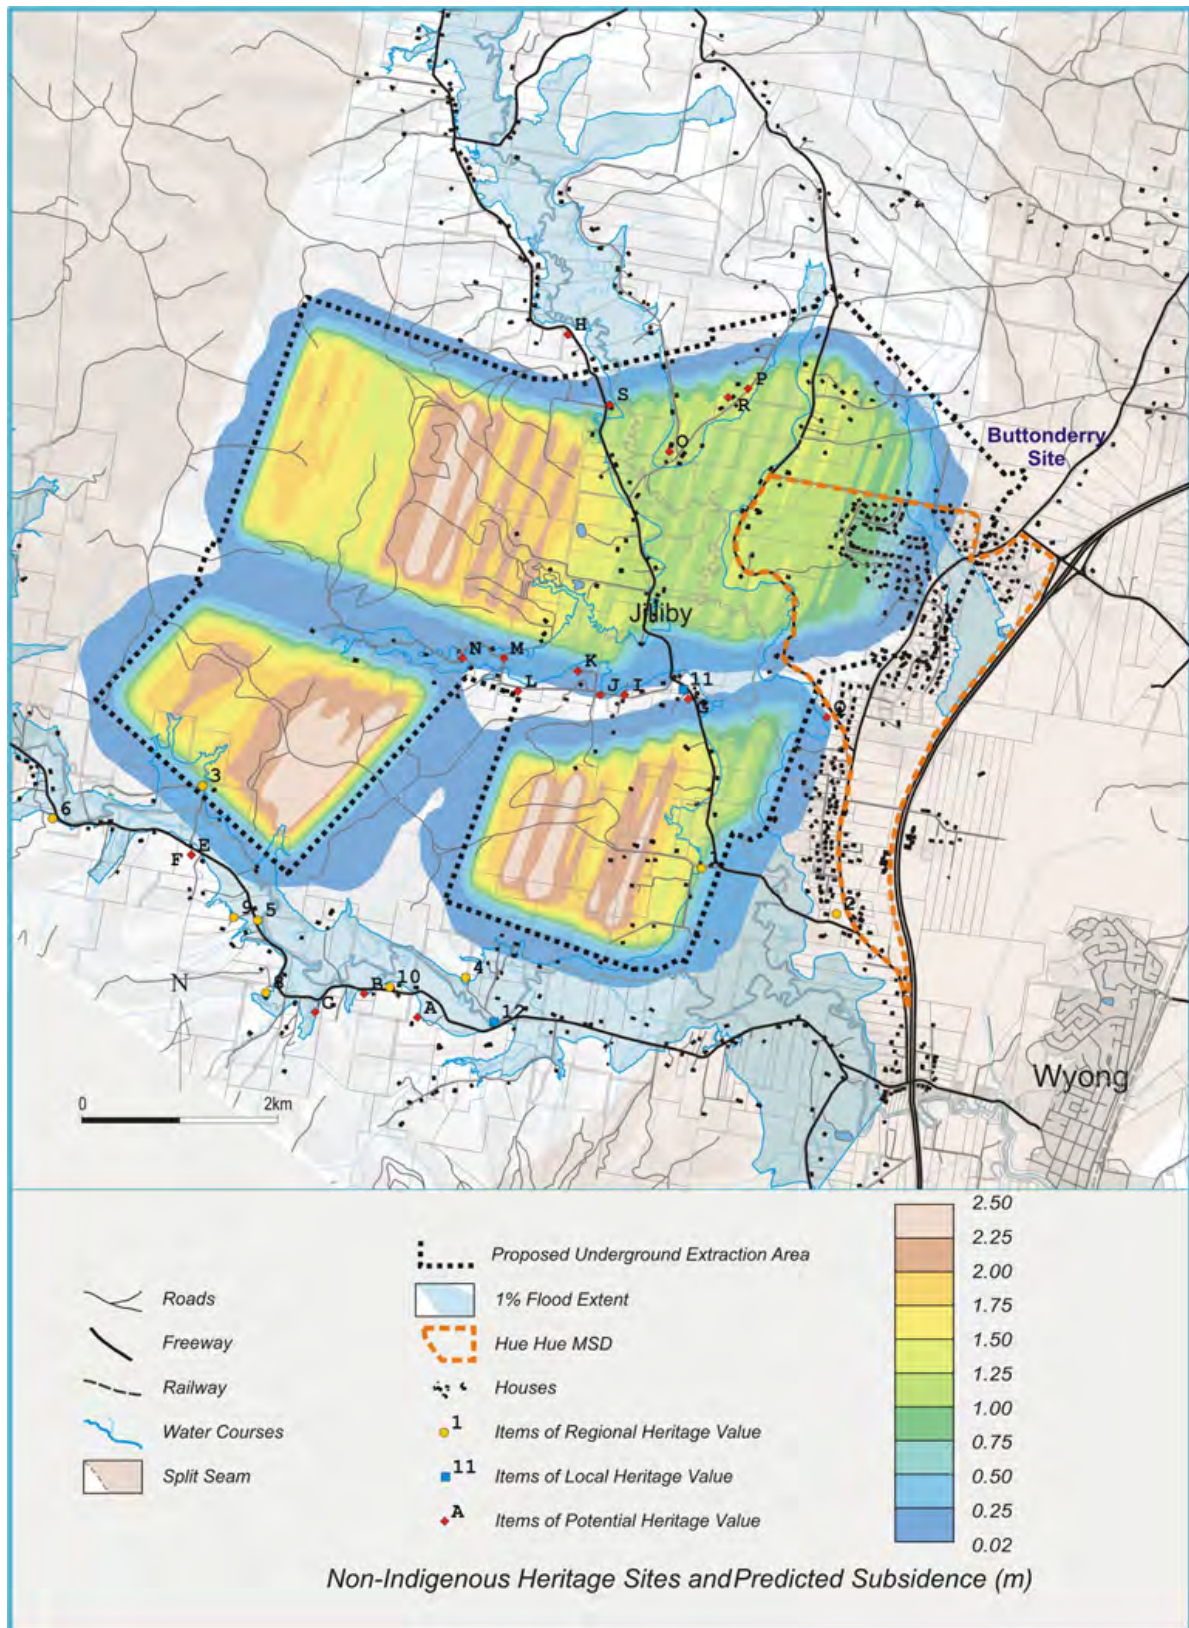 H
S
P
R
O
Buttonderry
Site
Jilliby
N
M
K
L
J
I
11
G
Q
3
6
E
F
1
2
9
5
4
N
8
B
10
G
A
12
Wyong
0
2km
2.50
2.25
2.00
1.75
1.50
1.25
1.00
0.75
0.50
0.25
0.02
Roads
Freeway
Railway
Water Courses
Split Seam
Proposed Underground Extraction Area
1% Flood Extent
Hue Hue MSD
Houses
1
Items of Regional Heritage Value
11
Items of Local Heritage Value
A
Items of Potential Heritage Value
Non-Indigenous Heritage Sites andPredicted Subsidence (m)